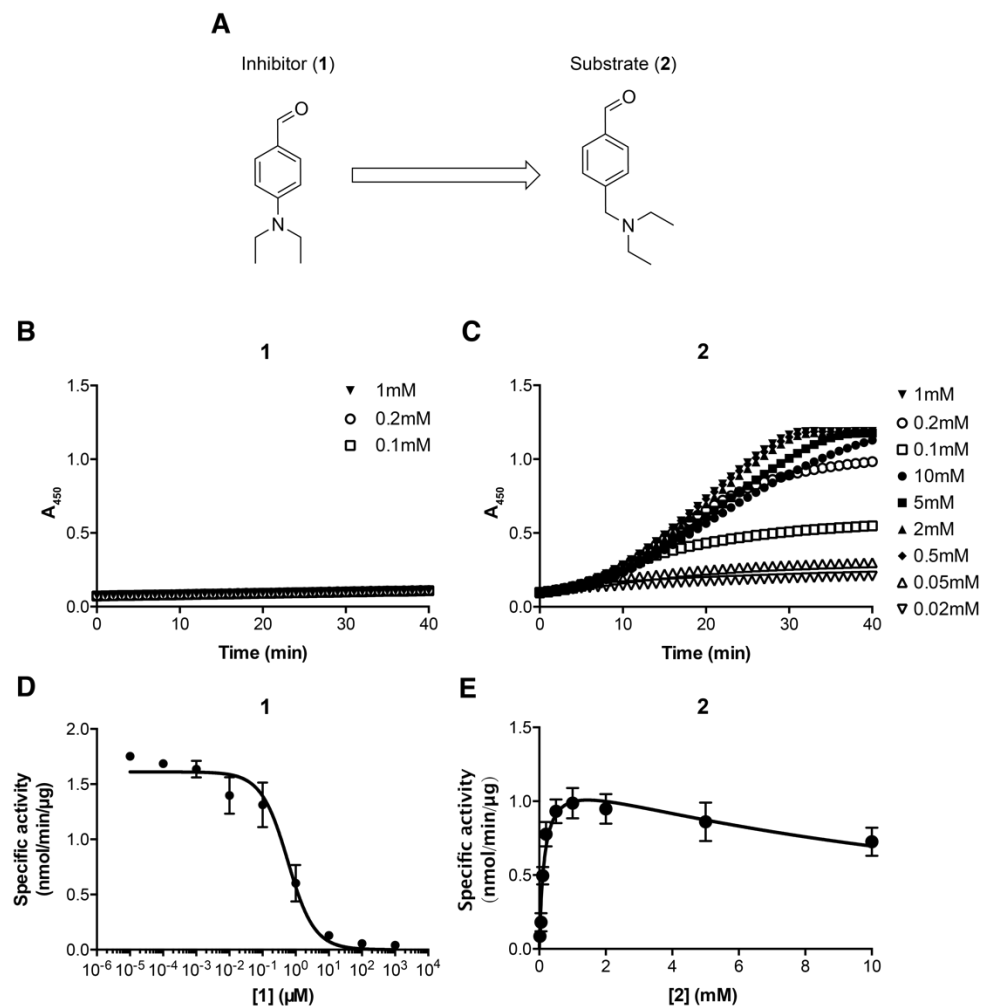 A
Inhibitor (1)
Substrate (2)
O
N
O
N
B
1
1.5
1.0
0.5
0.0
A450
0
10
20
30
40
Time (min)
1mM
0.2mM
0.1mM
C
2
1.5
1.0
0.5
0.0
A450
0
10
20
30
40
Time (min)
1mM
0.2mM
0.1mM
10mM
5mM
2mM
0.5mM
0.05mM
0.02mM
D
1
Specific activity
(nmol/min/µg)
2.0
1.5
1.0
0.5
0.0
10-6 10-5 10-4 10-3 10-2 10-1 100 101 102 103 104
[1] (µM)
E
2
Specific activity
(nmol/min/µg)
1.5
1.0
0.5
0.0
0
2
4
6
8
10
[2] (mM)